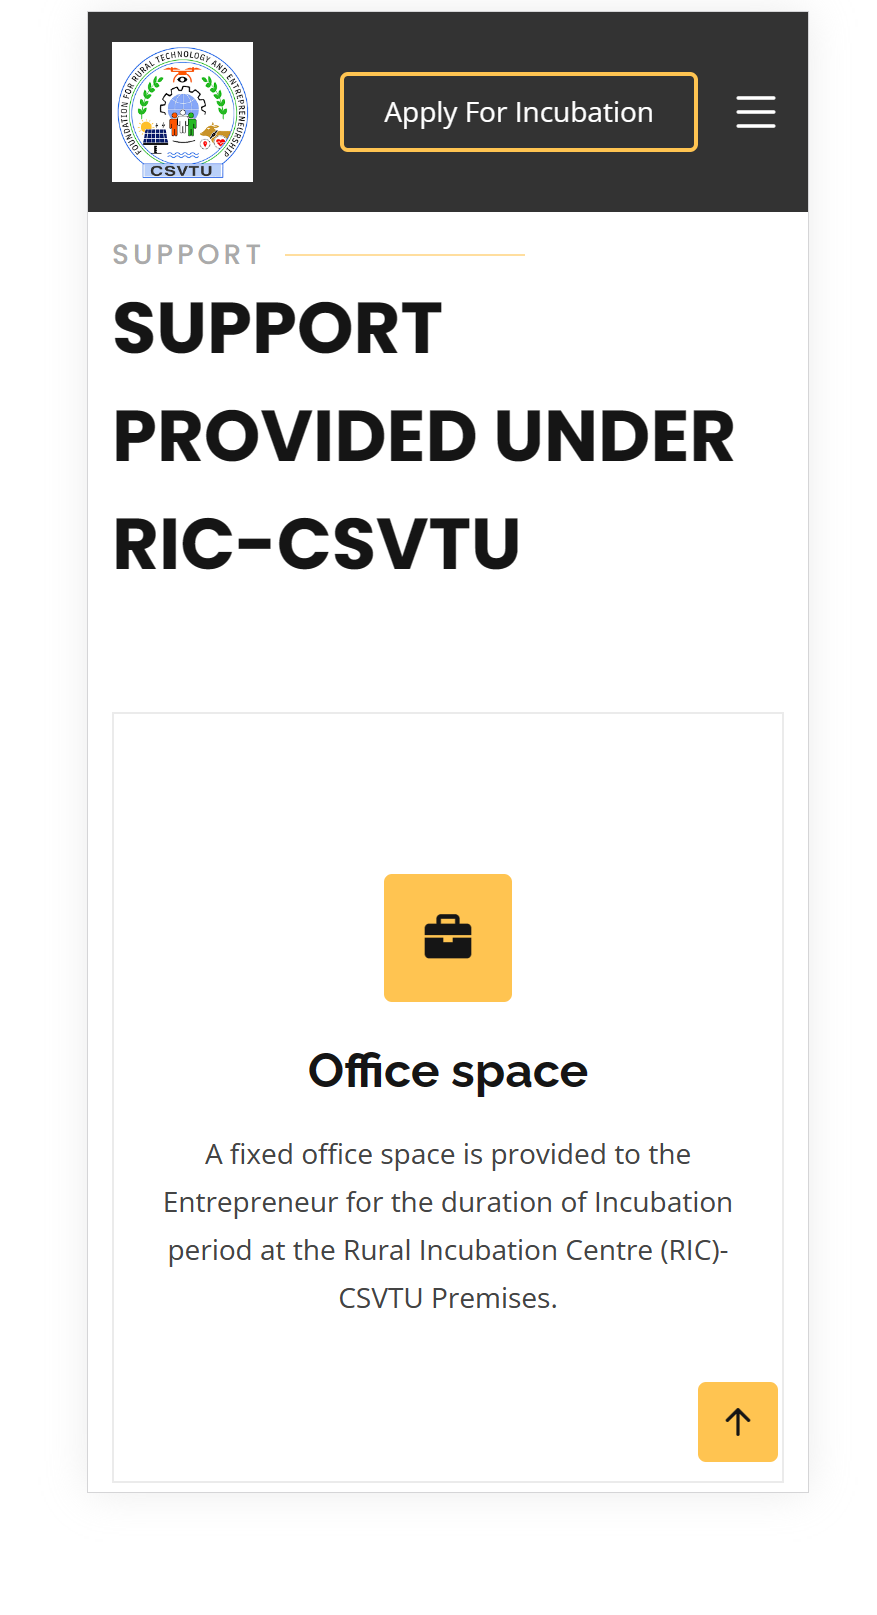 FOUNDATION FOR RURAL TECHNOLOGY AND ENTREPRENEURSHIP
CSVTU
Apply For Incubation
SUPPORT
SUPPORT
PROVIDED UNDER
RIC-CSVTU
Office space
A fixed office space is provided to the
Entrepreneur for the duration of Incubation
period at the Rural Incubation Centre (RIC)-
CSVTU Premises.